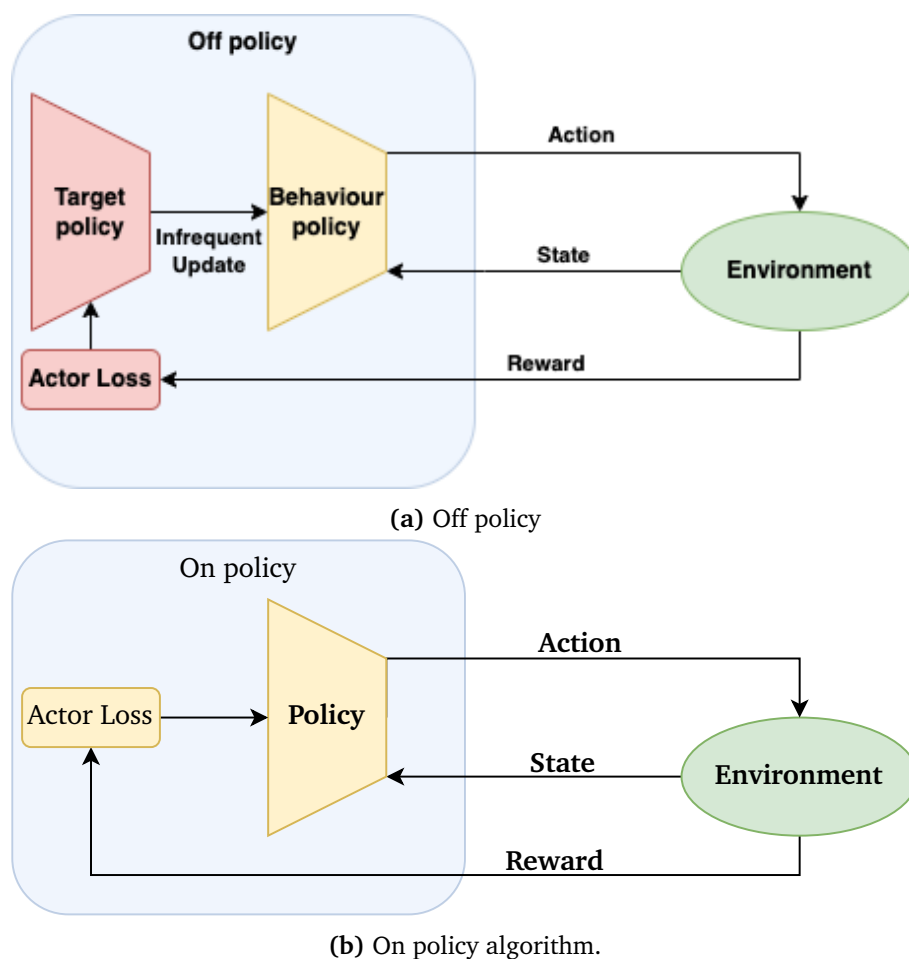 Off policy
Action
Target
policy
Behaviour
policy
Infrequent
Update
State
Environment
Reward
Actor Loss
(a) Off policy
On policy
Action
Actor Loss
Policy
State
Environment
Reward
(b) On policy algorithm.